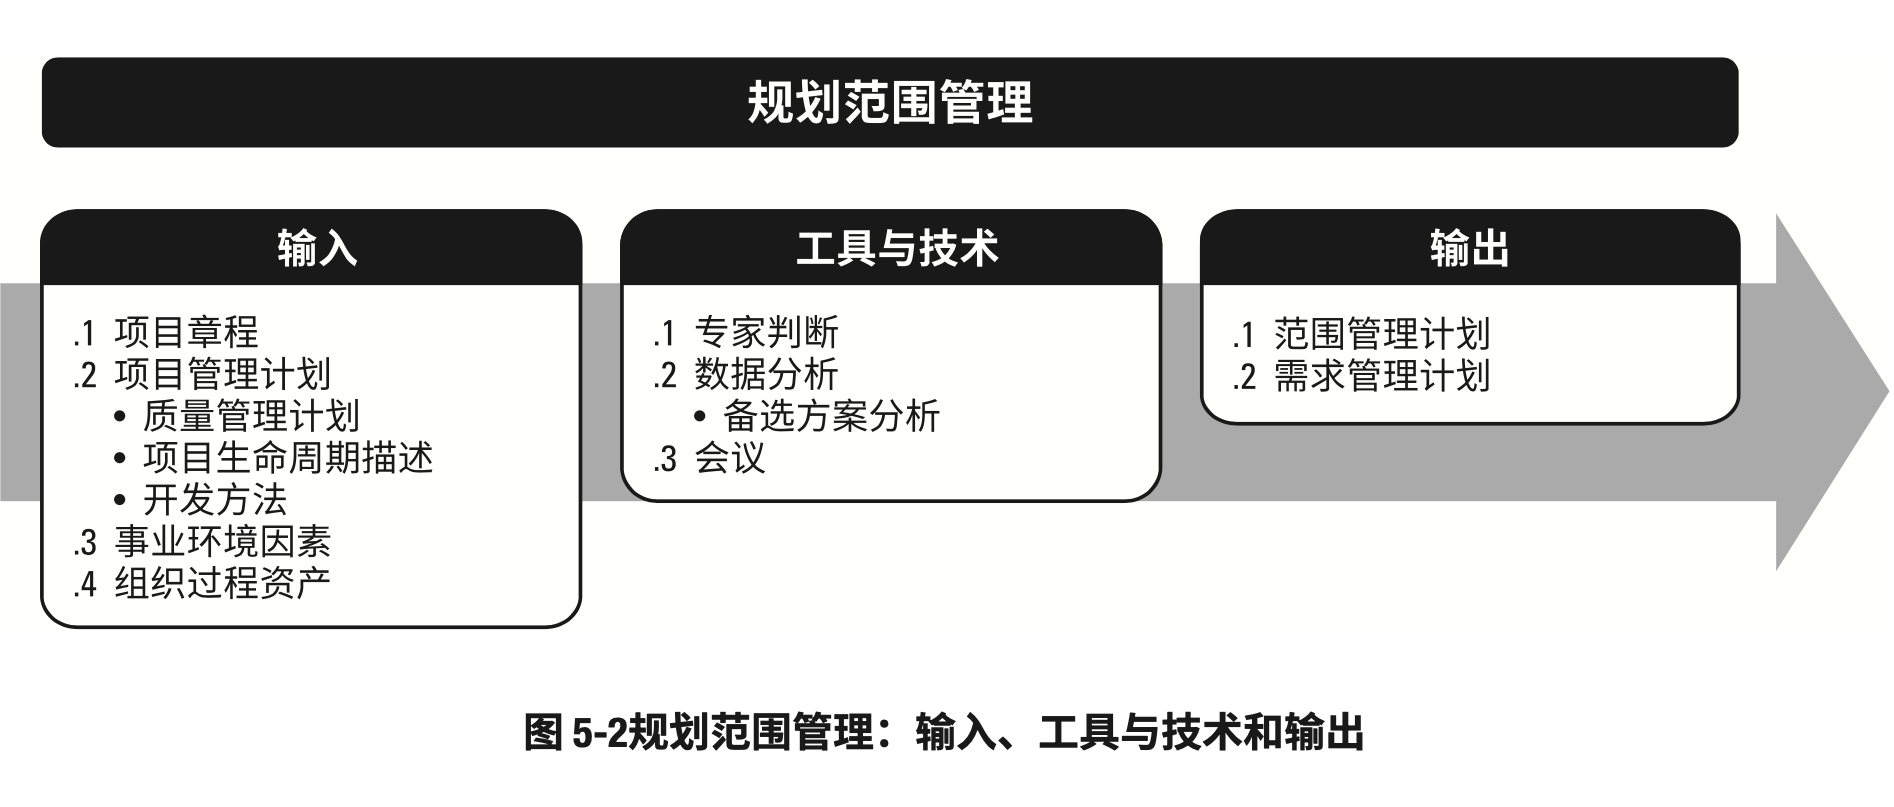 规划范围管理
输入
.1 项目章程
.2 项目管理计划
• 质量管理计划
• 项目生命周期描述
• 开发方法
.3 事业环境因素
.4 组织过程资产
工具与技术
.1 专家判断
.2 数据分析
• 备选方案分析
.3 会议
输出
.1 范围管理计划
.2 需求管理计划
图 5-2规划范围管理：输入、工具与技术和输出